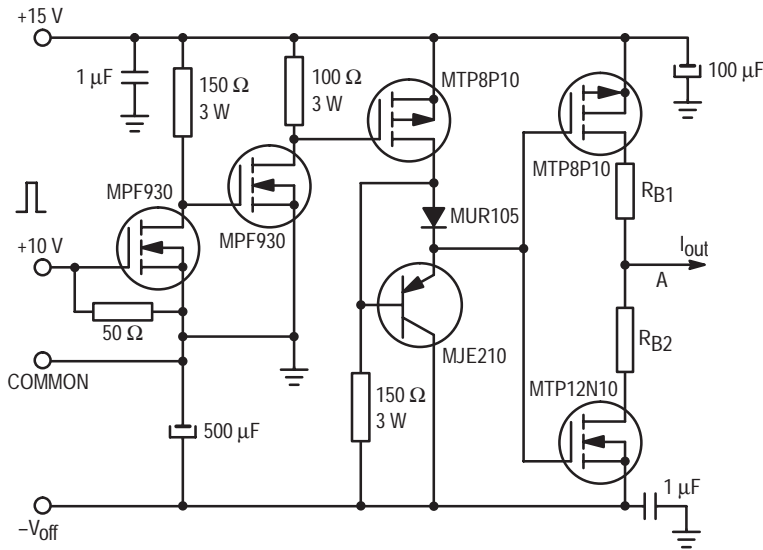 +15 V
1 µF
150 Ω
3 W
100 Ω
3 W
MTP8P10
100 µF
MTP8P10
MPF930
MPF930
RB1
MUR105
+10 V
Iout
A
50 Ω
RB2
COMMON
MJE210
MTP12N10
150 Ω
3 W
500 µF
1 µF
–Voff